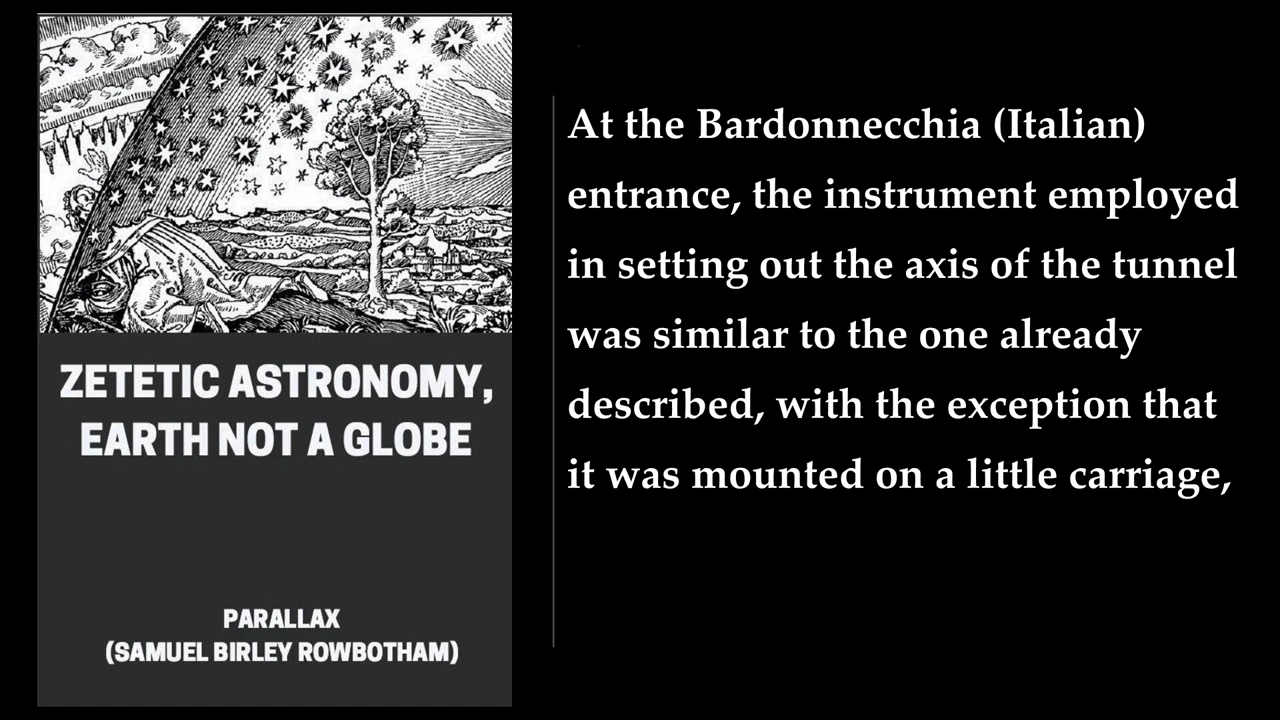 ZETETIC ASTRONOMY,
EARTH NOT A GLOBE
PARALLAX
(SAMUEL BIRLEY ROWBOTHAM)
At the Bardonnecchia (Italian)
entrance, the instrument employed
in setting out the axis of the tunnel
was similar to the one already
described, with the exception that
it was mounted on a little carriage,